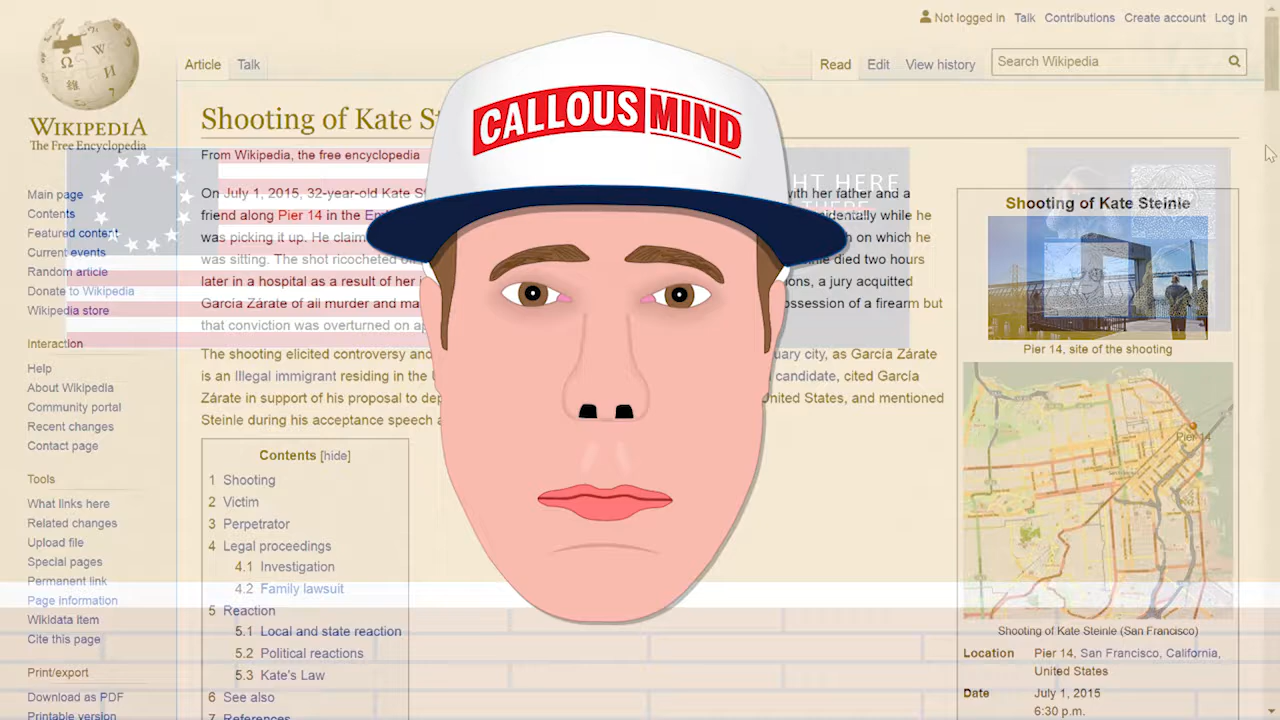 Not logged in Talk Contributions Create account Log in
Article Talk
Read Edit View history
Search Wikipedia
WIKIPEDIA
The Free Encyclopedia
CALLOUS MIND
Shooting of Kate S
From Wikipedia, the free encyclopedia
On July 1, 2015, 32-year-old Kate with her father and a
friend along Pier 14 in the while he
was picking it up. He claim on which he
was sitting. The shot ricocheted died two hours
later in a hospital as a result of her a jury acquitted
García Zárate of all murder and of a firearm but
that conviction was overturned on
The shooting elicited controversy and city, as García Zárate
is an illegal immigrant residing in the candidate, cited García
Zárate in support of his proposal to United States, and mentioned
Steinle during his acceptance speech
HT HERE
THERE
Main page
Contents
Featured content
Current events
Random article
Donate to Wikipedia
Wikipedia store
Interaction
Help
About Wikipedia
Community portal
Recent changes
Contact page
Tools
What links here
Related changes
Upload file
Special pages
Permanent link
Page information
Wikidata item
Cite this page
Print/export
Download as PDF
Printable version
Contents [hide]
1 Shooting
2 Victim
3 Perpetrator
4 Legal proceedings
4.1 Investigation
4.2 Family lawsuit
5 Reaction
5.1 Local and state reaction
5.2 Political reactions
5.3 Kate's Law
6 See also
7 References
Shooting of Kate Steinle
Pier 14, site of the shooting
Pier 14
Shooting of Kate Steinle (San Francisco)
Location Pier 14, San Francisco, California,
United States
Date July 1, 2015
6:30 p.m.